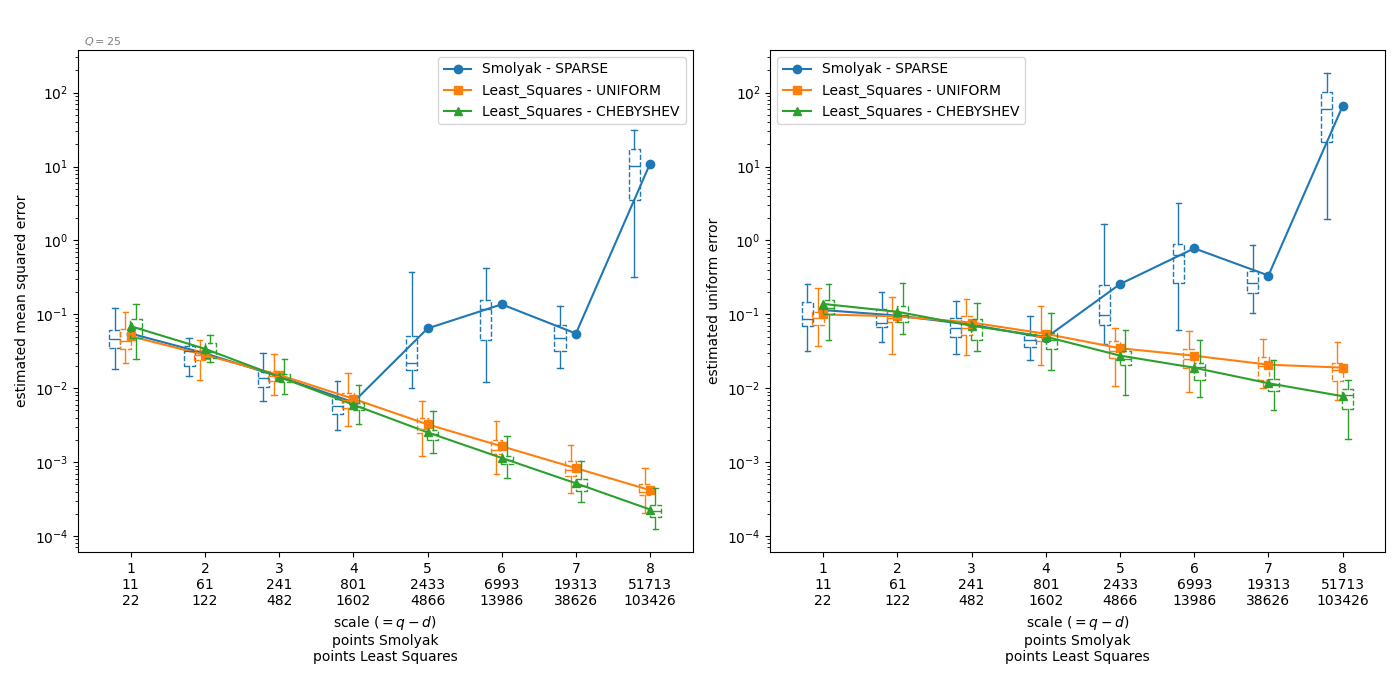 Q = 25
Smolyak - SPARSE
Least_Squares - UNIFORM
Least_Squares - CHEBYSHEV
estimated mean squared error
10²
10¹
10⁰
10⁻¹
10⁻²
10⁻³
10⁻⁴
1 2 3 4 5 6 7 8
11 61 241 801 2433 6993 19313 51713
22 122 482 1602 4866 13986 38626 103426
scale (= q − d)
points Smolyak
points Least Squares
Smolyak - SPARSE
Least_Squares - UNIFORM
Least_Squares - CHEBYSHEV
estimated uniform error
10²
10¹
10⁰
10⁻¹
10⁻²
10⁻³
10⁻⁴
1 2 3 4 5 6 7 8
11 61 241 801 2433 6993 19313 51713
22 122 482 1602 4866 13986 38626 103426
scale (= q − d)
points Smolyak
points Least Squares